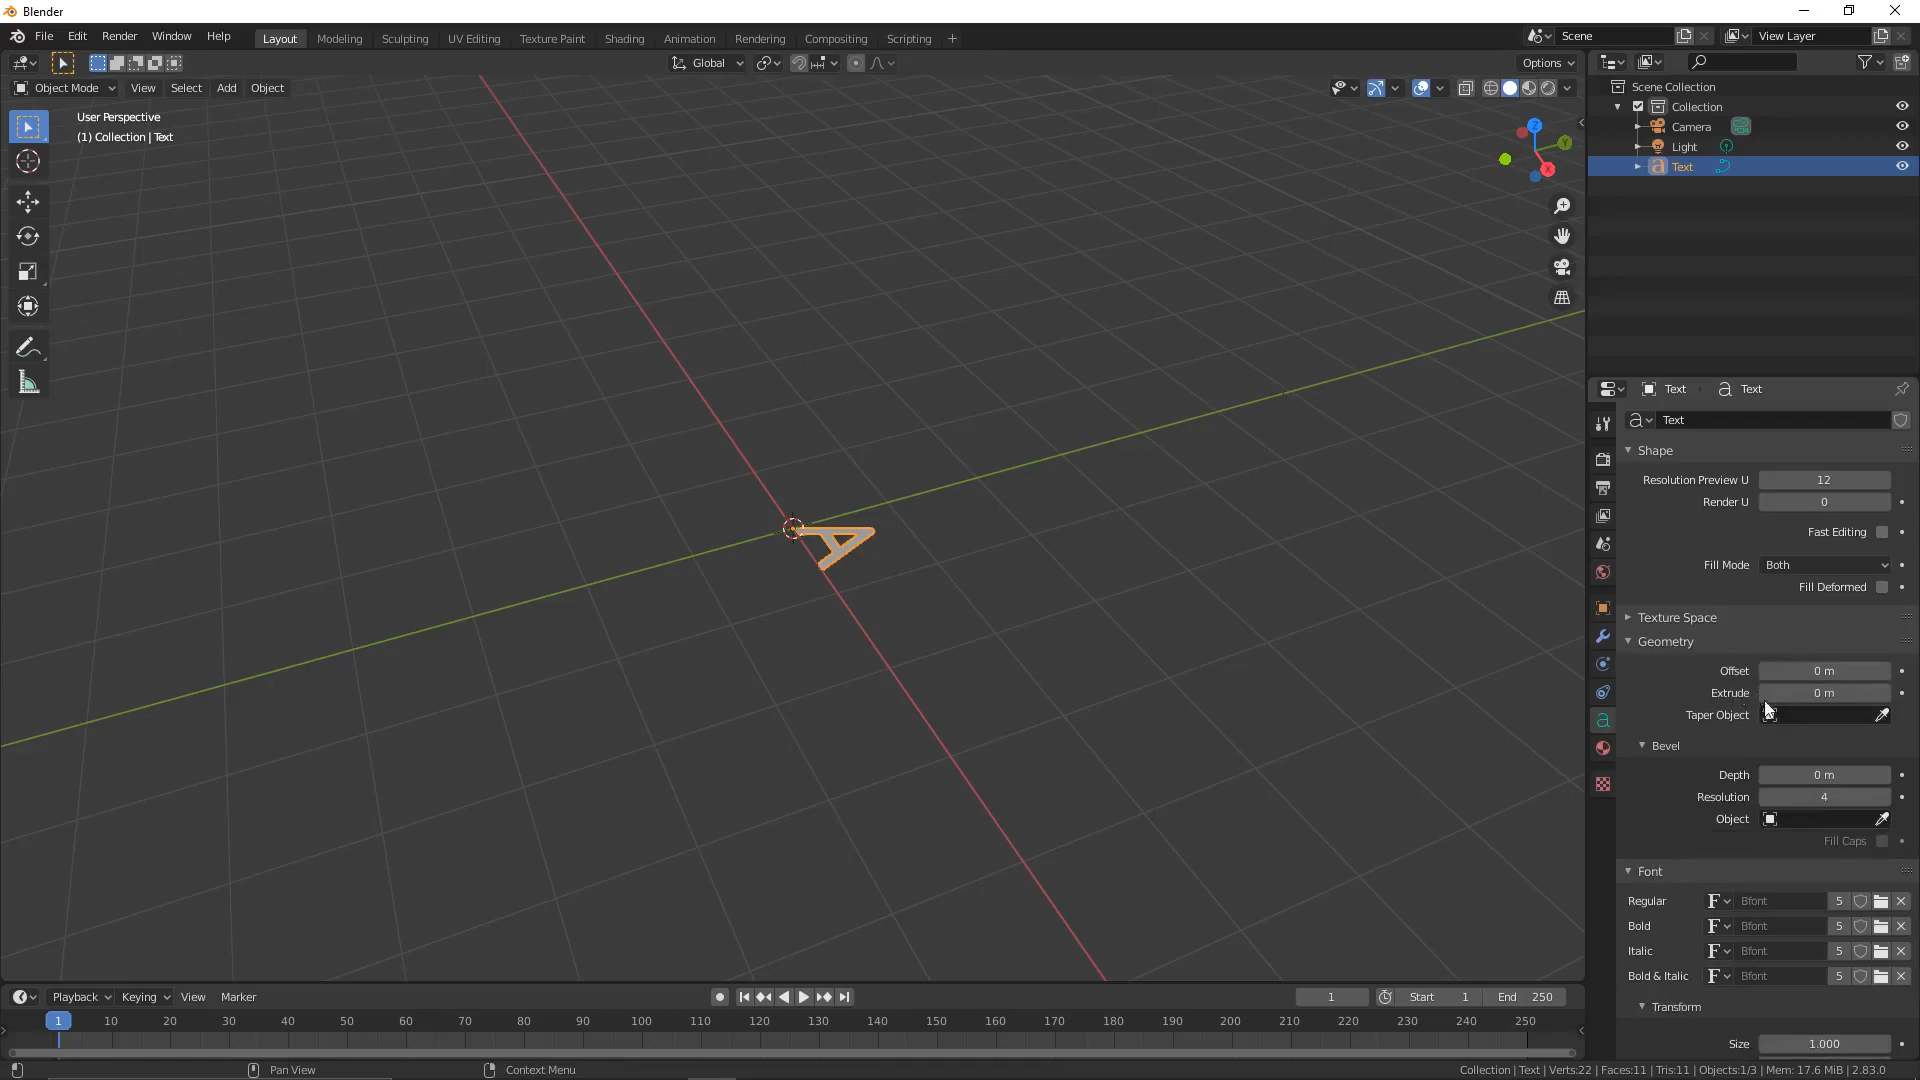 Blender
File Edit Render Window Help Layout Modeling Sculpting UV Editing Texture Paint Shading Animation Rendering Compositing Scripting + Scene View Layer
Global Options
Object Mode View Select Add Object
User Perspective
(1) Collection | Text
Z
Y
X
Scene Collection
Collection
Camera
Light
Text
Text Text
Text
Shape
Resolution Preview U 12
Render U 0
Fast Editing
Fill Mode Both
Fill Deformed
Texture Space
Geometry
Offset 0 m
Extrude 0 m
Taper Object
Bevel
Depth 0 m
Resolution 4
Object
Fill Caps
Font
Regular F Bfont 5
Bold F Bfont 5
Italic F Bfont 5
Bold & Italic F Bfont 5
Transform
Size 1.000
A
Playback Keying View Marker 1 Start 1 End 250
1 10 20 30 40 50 60 70 80 90 100 110 120 130 140 150 160 170 180 190 200 210 220 230 240 250
Pan View Context Menu Collection | Text | Verts:22 | Faces:11 | Tris:11 | Objects:1/3 | Mem: 17.6 MiB | 2.83.0